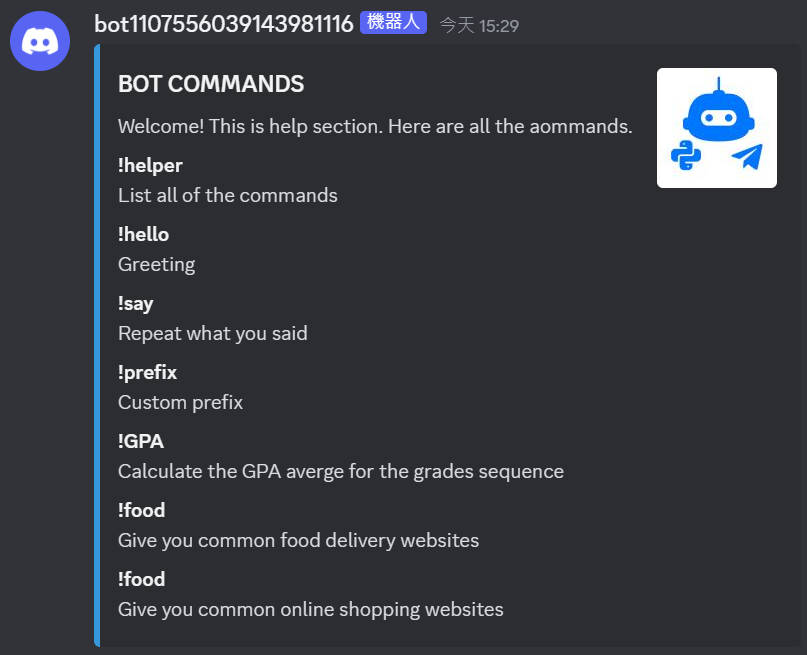 bot1107556039143981116 機器人 今天 15:29
BOT COMMANDS
Welcome! This is help section. Here are all the aommands.
!helper
List all of the commands
!hello
Greeting
!say
Repeat what you said
!prefix
Custom prefix
!GPA
Calculate the GPA averge for the grades sequence
!food
Give you common food delivery websites
!food
Give you common online shopping websites